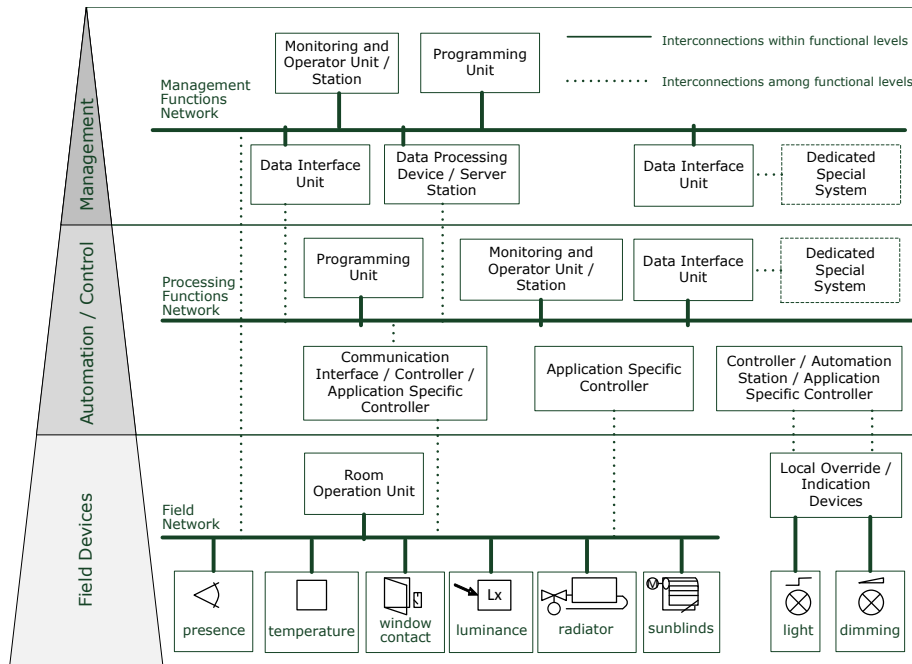 Monitoring and
Operator Unit /
Station
Programming
Unit
Interconnections within functional levels
Interconnections among functional levels
Management
Functions
Network
Management
Data Interface
Unit
Data Processing
Device / Server
Station
Data Interface
Unit
Dedicated
Special
System
Automation / Control
Programming
Unit
Monitoring and
Operator Unit /
Station
Data Interface
Unit
Dedicated
Special
System
Processing
Functions
Network
Communication
Interface / Controller /
Application Specific
Controller
Application Specific
Controller
Controller / Automation
Station / Application
Specific Controller
Field Devices
Room
Operation Unit
Local Override /
Indication
Devices
Field
Network
presence
temperature
window
contact
Lx
luminance
radiator
M
sunblinds
light
dimming